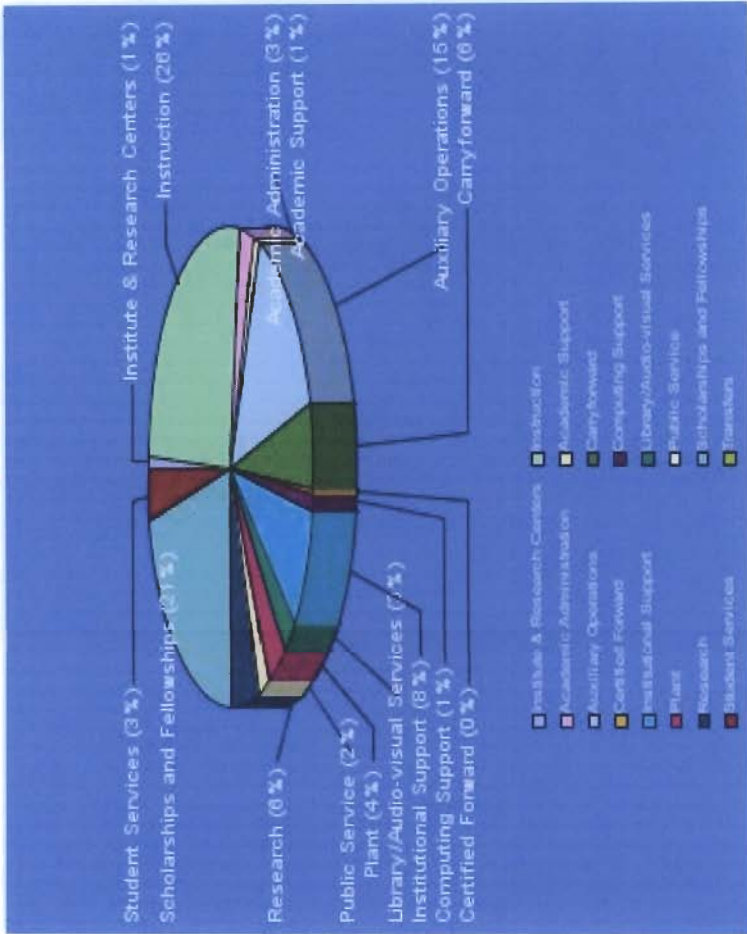 Student Services (3%)
Institute & Research Centers (1%)
Scholarships and Fellowships (21%)
Instruction (26%)
Research (6%)
Academic Administration (3%)
Academic Support (1%)
Public Service (2%)
Plant (4%)
Library/Audio-visual Services (3%)
Institutional Support (8%)
Auxiliary Operations (15%)
Computing Support (1%)
Carryforward (6%)
Certified Forward (0%)
Institute & Research Centers
Instruction
Academic Administration
Academic Support
Auxiliary Operations
Carryforward
Certified Forward
Computing Support
Institutional Support
Library/Audio-visual Services
Plant
Public Service
Research
Scholarships and Fellowships
Student Services
Transfers